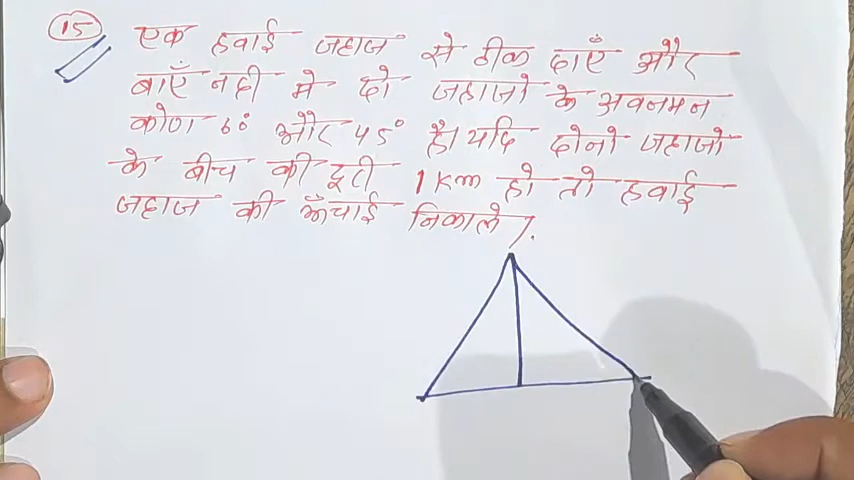 15 एक हवाई जहाज से ठीक दाएँ और
बाएँ नदी मे दो जहाजो के अवनमन
कोण 60° और 45° है। यदि दोनो जहाजो
के बीच की दूरी 1 Km हो तो हवाई
जहाज की ऊँचाई निकाले।